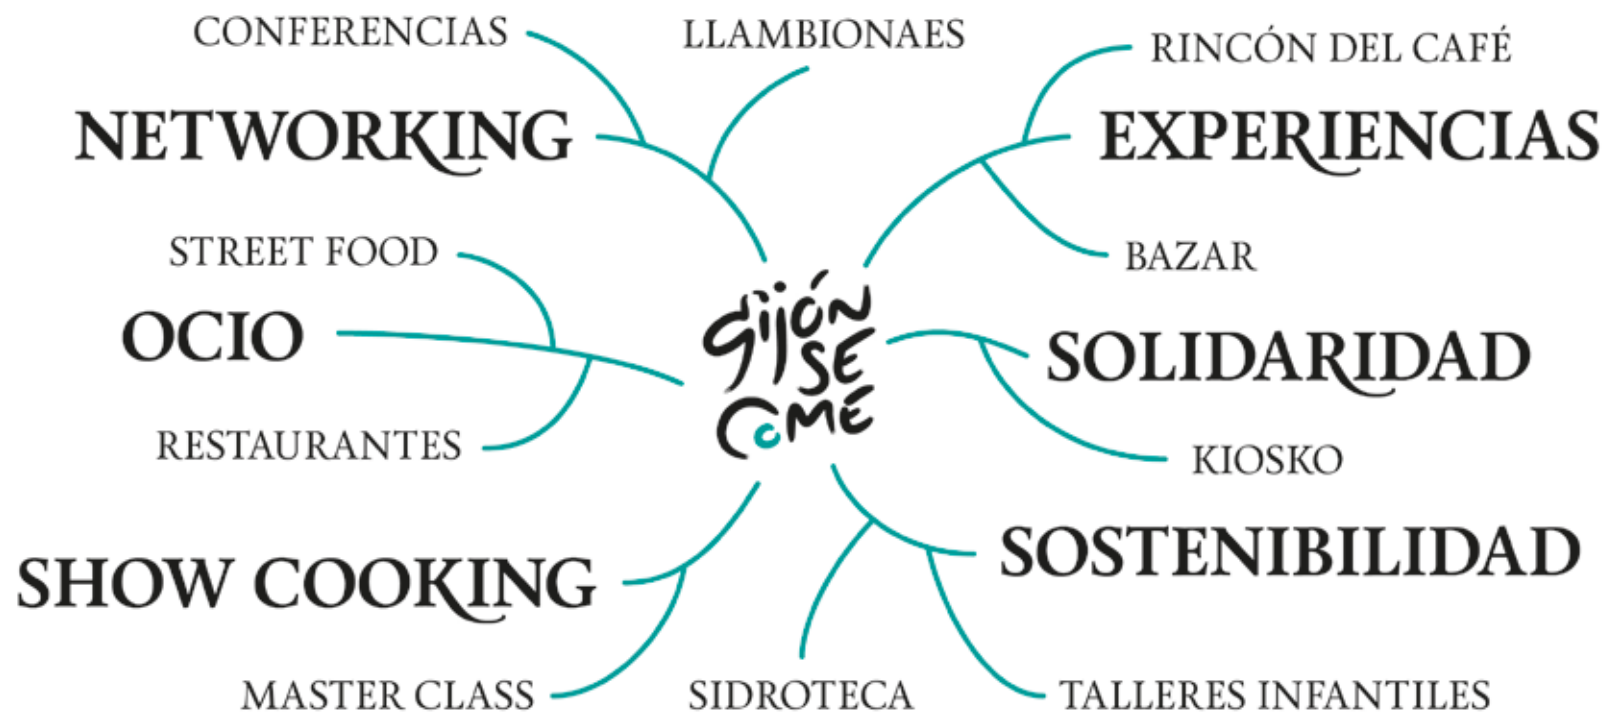 CONFERENCIAS
LLAMBIONAES
RINCÓN DEL CAFÉ
NETWORKING
EXPERIENCIAS
STREET FOOD
BAZAR
OCIO
gijón
SE
COMÉ
SOLIDARIDAD
RESTAURANTES
KIOSKO
SHOW COOKING
SOSTENIBILIDAD
MASTER CLASS
SIDROTECA
TALLERES INFANTILES